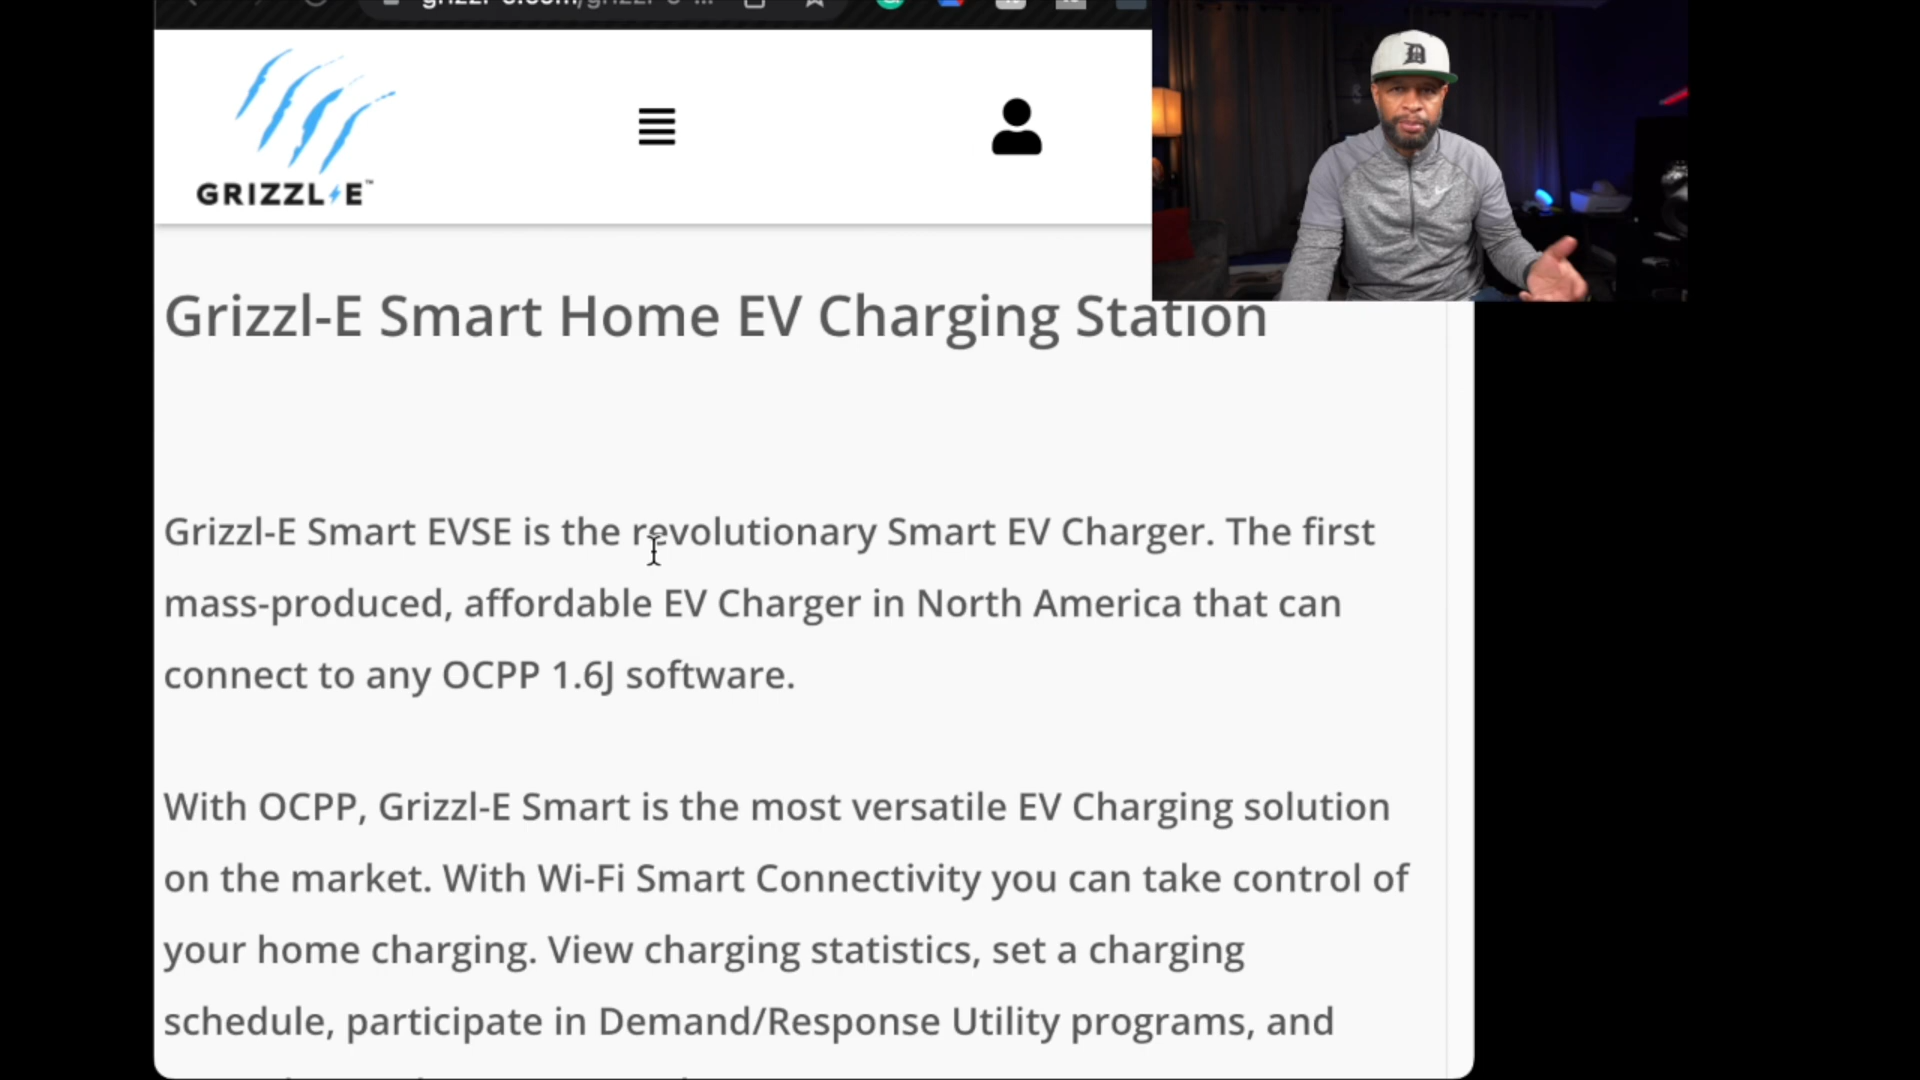 GRIZZL E™
Grizzl-E Smart Home EV Charging Station
Grizzl-E Smart EVSE is the revolutionary Smart EV Charger. The first
mass-produced, affordable EV Charger in North America that can
connect to any OCPP 1.6J software.
With OCPP, Grizzl-E Smart is the most versatile EV Charging solution
on the market. With Wi-Fi Smart Connectivity you can take control of
your home charging. View charging statistics, set a charging
schedule, participate in Demand/Response Utility programs, and